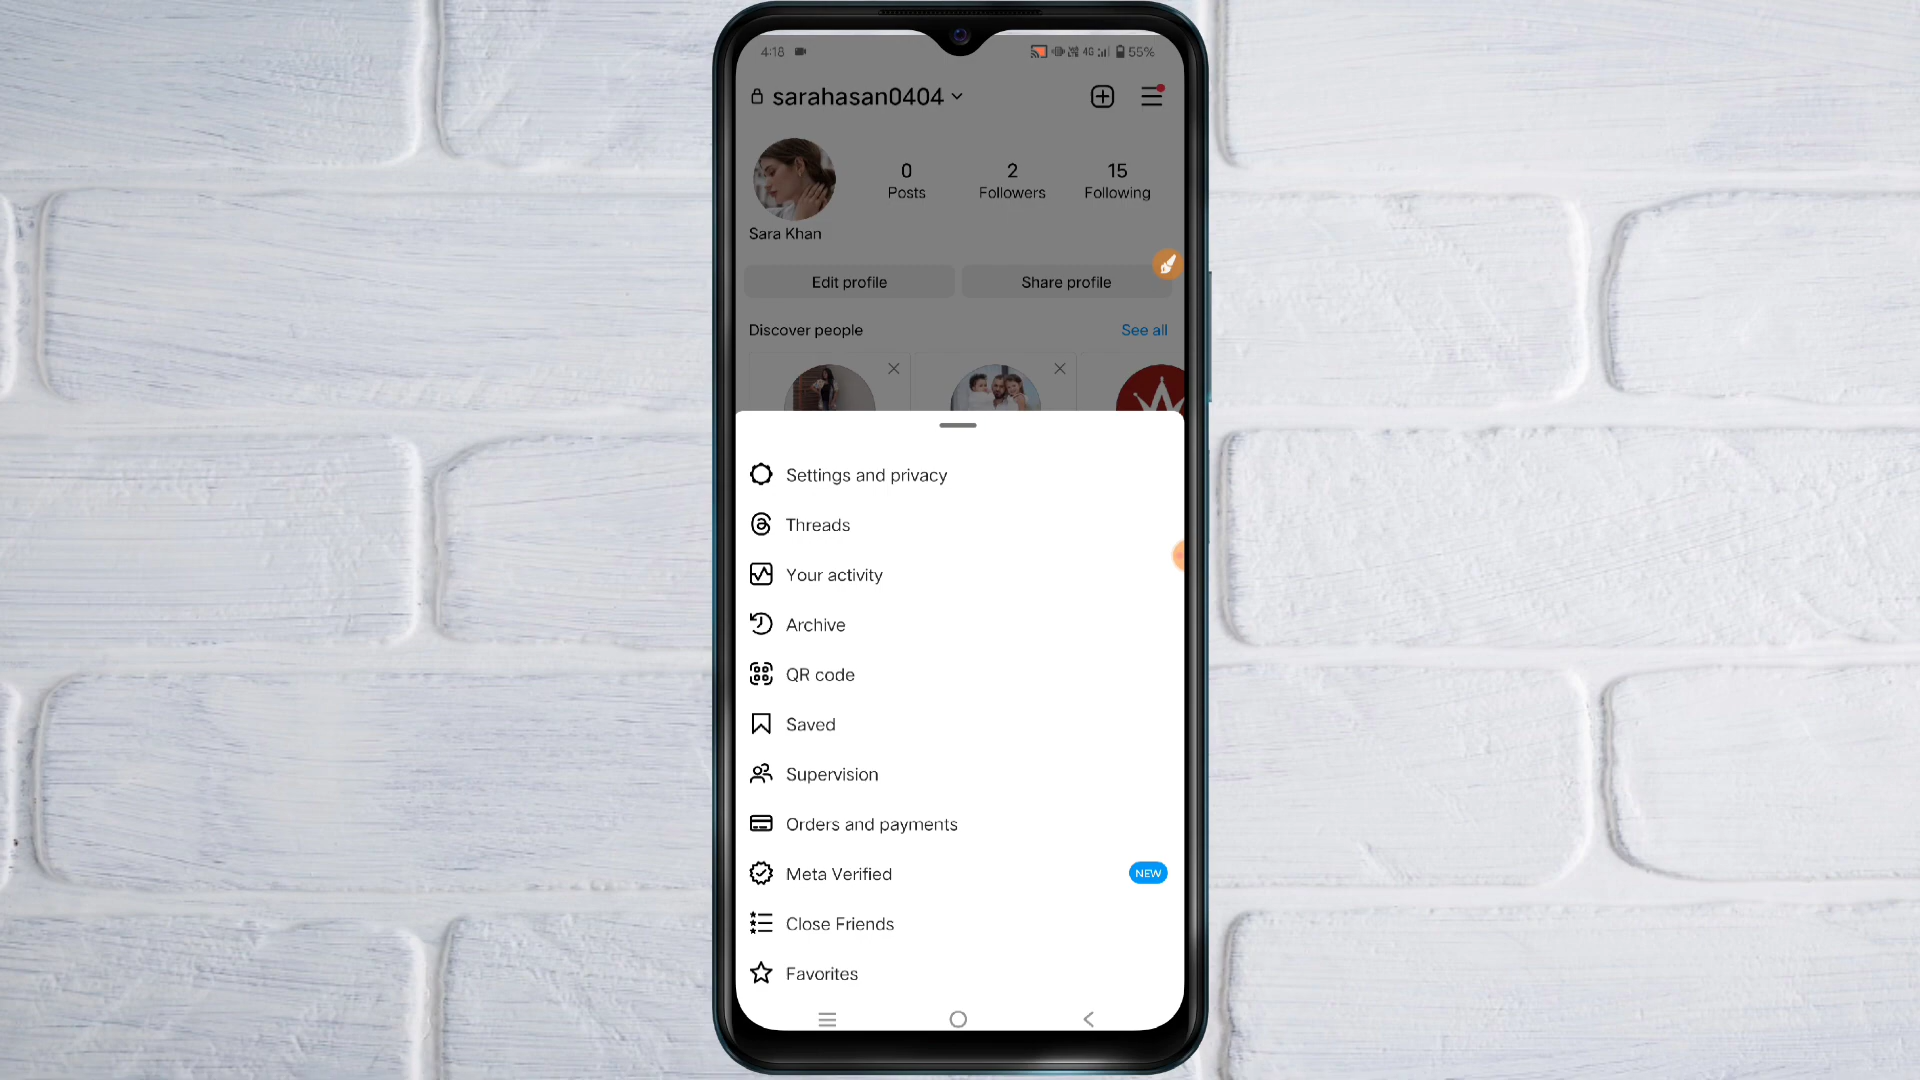 4:18 4G 55%
sarahasan0404
0 2 15
Posts Followers Following
Sara Khan
Edit profile Share profile
Discover people See all
Settings and privacy
Threads
Your activity
Archive
QR code
Saved
Supervision
Orders and payments
Meta Verified NEW
Close Friends
Favorites